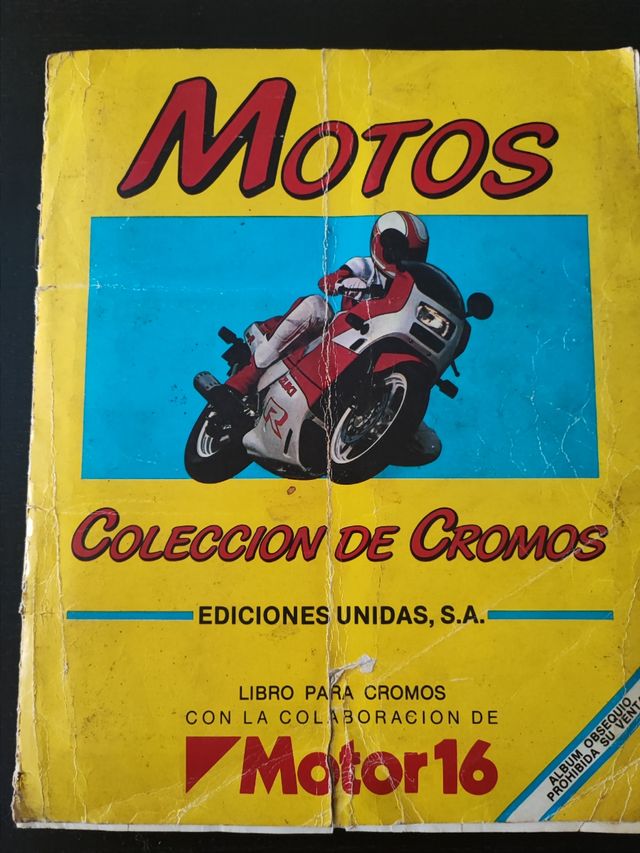 MOTOS
SUZUKI
R
COLECCION DE CROMOS
EDICIONES UNIDAS, S.A.
LIBRO PARA CROMOS
CON LA COLABORACION DE
Motor16
ALBUM OBSEQUIO
PROHIBIDA SU VENTA